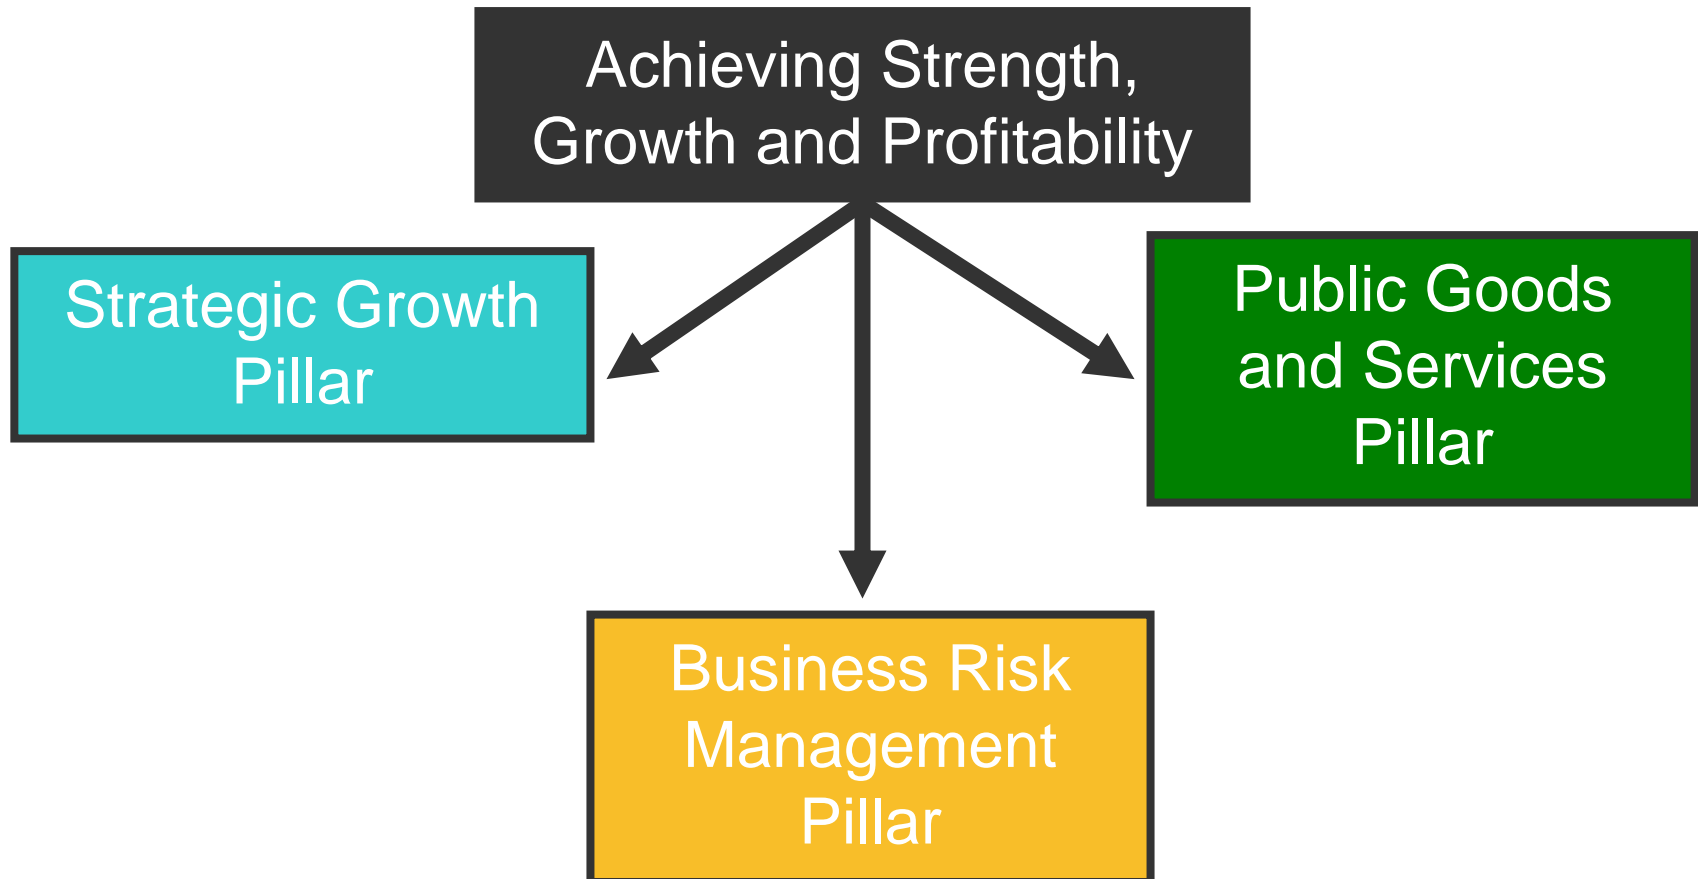 Achieving Strength,
Growth and Profitability
Strategic Growth
Pillar
Public Goods
and Services
Pillar
Business Risk
Management
Pillar